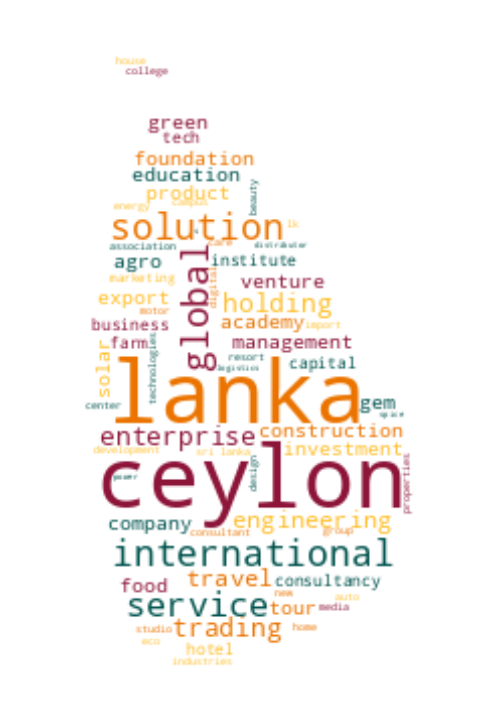 house
college
green
tech
foundation
education
product
energy
campus
beauty
solution
lk
care
association
distributor
agro
global
institute
marketing
digital
venture
export
holding
motor
business
academy
import
farm
management
technologies
solar
resort
capital
logistics
lanka
center
gem
spice
enterprise
construction
development
sri lanka
investment
ceylon
power
design
properties
company
engineering
consultant
group
international
travel
consultancy
food
new
auto
service
tour
media
studio
trading
home
eco
hotel
industries